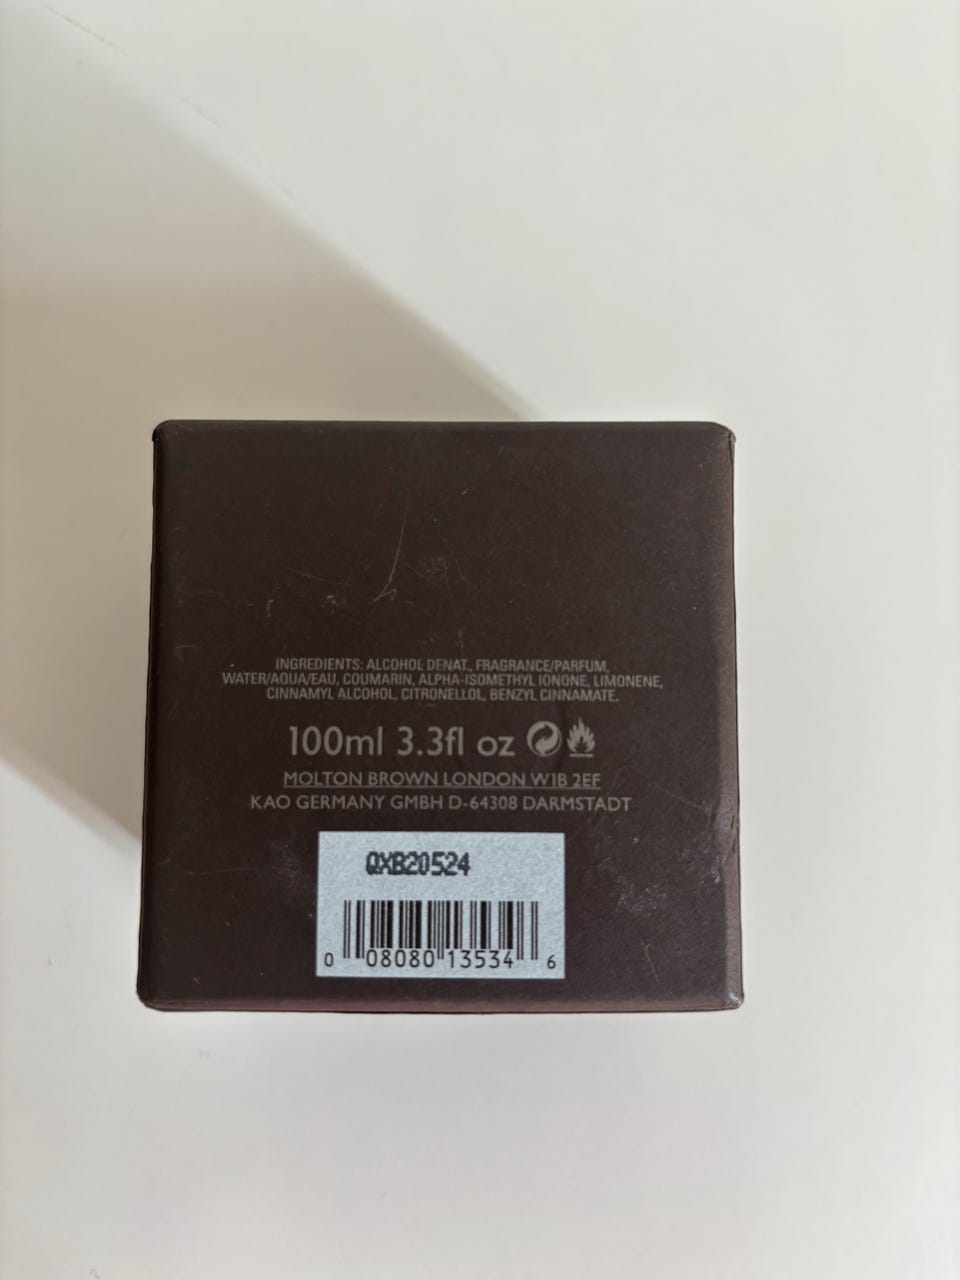 INGREDIENTS: ALCOHOL DENAT., FRAGRANCE/PARFUM,
WATER/AQUA/EAU, COUMARIN, ALPHA-ISOMETHYL IONONE, LIMONENE,
CINNAMYL ALCOHOL, CITRONELLOL, BENZYL CINNAMATE.
100ml 3.3fl oz
MOLTON BROWN LONDON W1B 2EF
KAO GERMANY GMBH D-64308 DARMSTADT
QXB20524
0 08080 13534 6